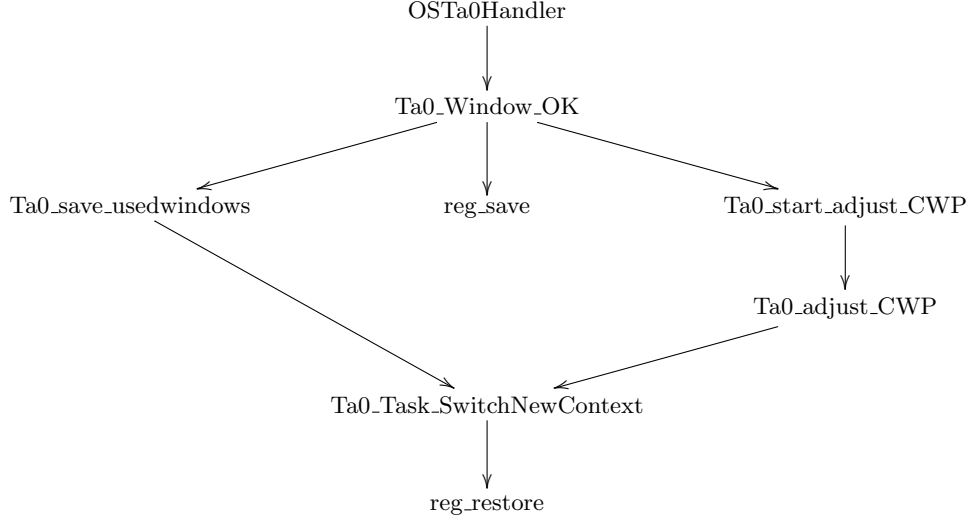 OSTa0Handler
Ta0_Window_OK
Ta0_save_usedwindows
reg_save
Ta0_start_adjust_CWP
Ta0_adjust_CWP
Ta0_Task_SwitchNewContext
reg_restore